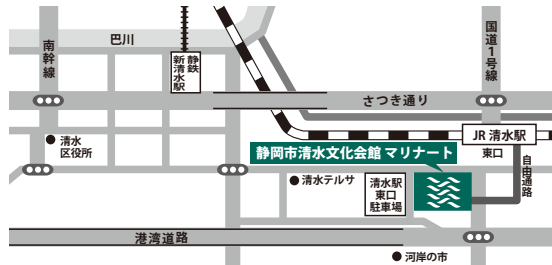 巴川
南幹線
静鉄
新清水駅
国道1号線
さつき通り
JR 清水駅
東口
清水
区役所
静岡市清水文化会館 マリナート
自由通路
清水テルサ
清水駅
東口
駐車場
港湾道路
河岸の市